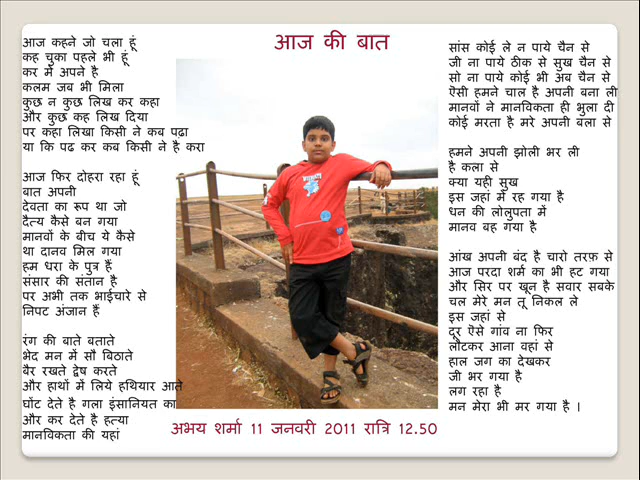 आज की बात
आज कहने जो चला हूं
कह चुका पहले भी हूं
कर में अपने है
कलम जब भी मिला
कुछ न कुछ लिख कर कहा
और कुछ कह लिख दिया
पर कहा लिखा किसी ने कब पढा
या कि पढ कर कब किसी ने है करा
आज फिर दोहरा रहा हूं
बात अपनी
देवता का रूप था जो
दैत्य कैसे बन गया
मानवों के बीच ये कैसे
था दानव मिल गया
हम धरा के पुत्र हैं
संसार की संतान है
पर अभी तक भाईचारे से
निपट अंजान हैं
रंग की बाते बताते
भेद मन में सौ बिठाते
बैर रखते द्वेष करते
और हाथों में लिये हथियार आते
घोंट देते है गला इंसानियत का
और कर देते है हत्या
मानविकता की यहां
सांस कोई ले न पाये चैन से
जी ना पाये ठीक से सुख चैन से
सो ना पाये कोई भी अब चैन से
ऎसी हमने चाल है अपनी बना ली
मानवों ने मानविकता ही भुला दी
कोई मरता है मरे अपनी बला से
हमने अपनी झोली भर ली
है कला से
क्या यही सुख
इस जहां में रह गया है
धन की लोलुपता में
मानव बह गया है
आंख अपनी बंद है चारो तरफ़ से
आज परदा शर्म का भी हट गया
और सिर पर खून है सवार सबके
चल मेरे मन तू निकल ले
इस जहां से
दूर ऎसे गांव ना फिर
लौटकर आना वहां से
हाल जग का देखकर
जी भर गया है
लग रहा है
मन मेरा भी मर गया है ।
अभय शर्मा 11 जनवरी 2011 रात्रि 12.50